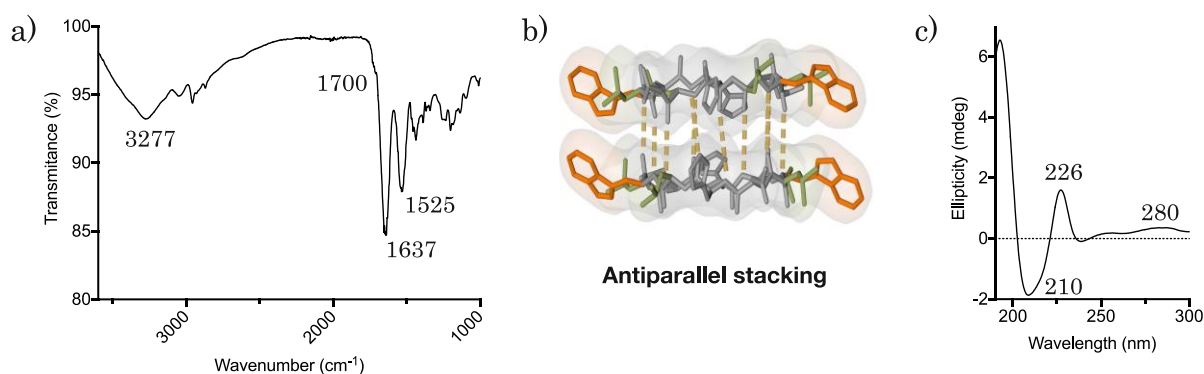 a)
Transmitance (%)
100
95
90
85
80
1700
3277
1525
1637
3000
2000
1000
Wavenumber (cm⁻¹)
b)
Antiparallel stacking
c)
Ellipticity (mdeg)
6
4
2
0
-2
226
280
210
200
250
300
Wavelength (nm)